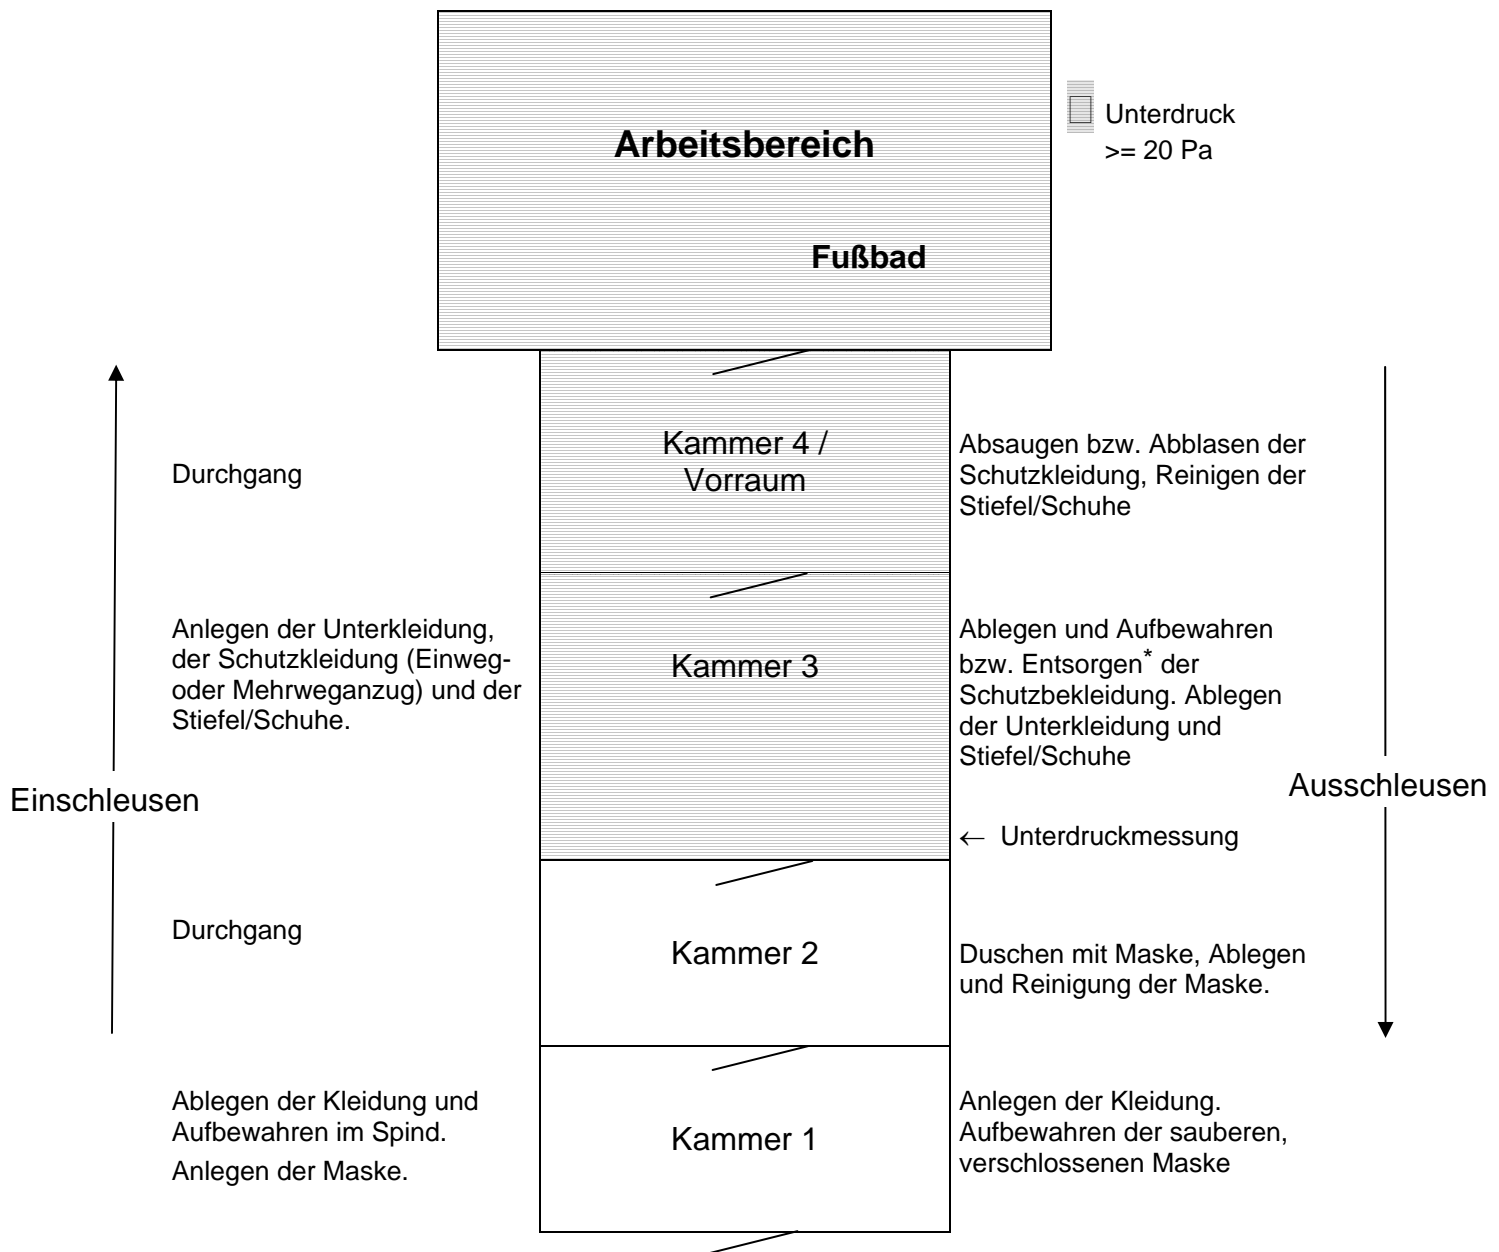 Unterdruck
>= 20 Pa
Arbeitsbereich
Fußbad
Durchgang
Kammer 4 /
Vorraum
Absaugen bzw. Abblasen der
Schutzkleidung, Reinigen der
Stiefel/Schuhe
Anlegen der Unterkleidung,
der Schutzkleidung (Einweg-
oder Mehrweganzug) und der
Stiefel/Schuhe.
Kammer 3
Ablegen und Aufbewahren
bzw. Entsorgen* der
Schutzbekleidung. Ablegen
der Unterkleidung und
Stiefel/Schuhe
Einschleusen
Ausschleusen
← Unterdruckmessung
Durchgang
Kammer 2
Duschen mit Maske, Ablegen
und Reinigung der Maske.
Ablegen der Kleidung und
Aufbewahren im Spind.
Anlegen der Maske.
Kammer 1
Anlegen der Kleidung.
Aufbewahren der sauberen,
verschlossenen Maske